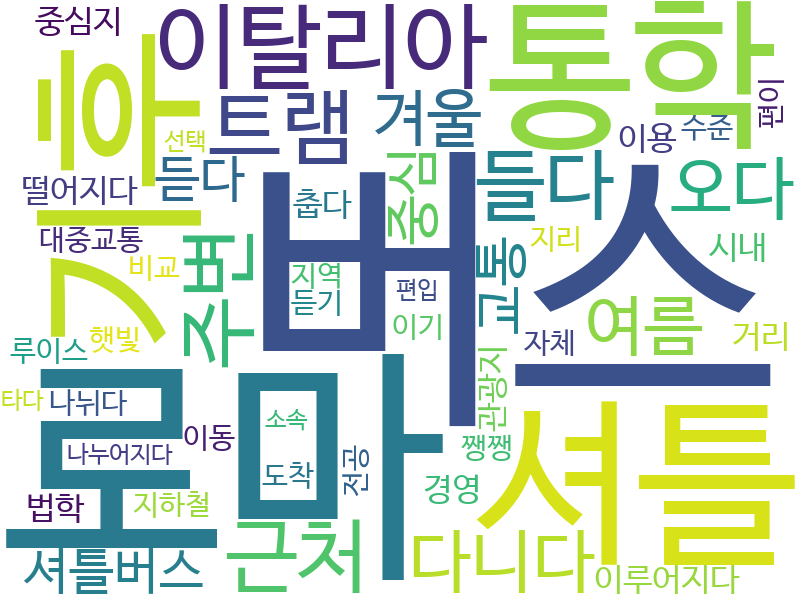 중심지
이탈리아
통학
기후
트램
겨울
선택
편이
이용
수준
듣다
들다
오다
떨어지다
춥다
중심
버스
대중교통
주변
비교
지역
듣기
편입
교통
지리
시내
이기
여름
루이스
햇빛
자체
거리
타다
나뉘다
로마
관광지
셔틀
소속
이동
나누어지다
쨍쨍
도착
전공
경영
법학
지하철
근처
셔틀버스
다니다
이루어지다